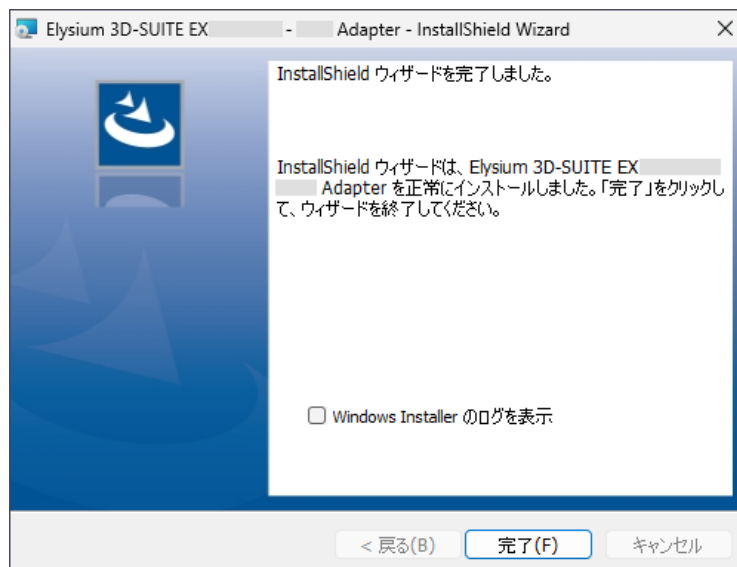 Elysium 3D-SUITE EX - Adapter - InstallShield Wizard
InstallShield ウィザードを完了しました。
InstallShield ウィザードは、Elysium 3D-SUITE EX
Adapter を正常にインストールしました。「完了」をクリックし
て、ウィザードを終了してください。
Windows Installer のログを表示
< 戻る(B) 完了(F) キャンセル